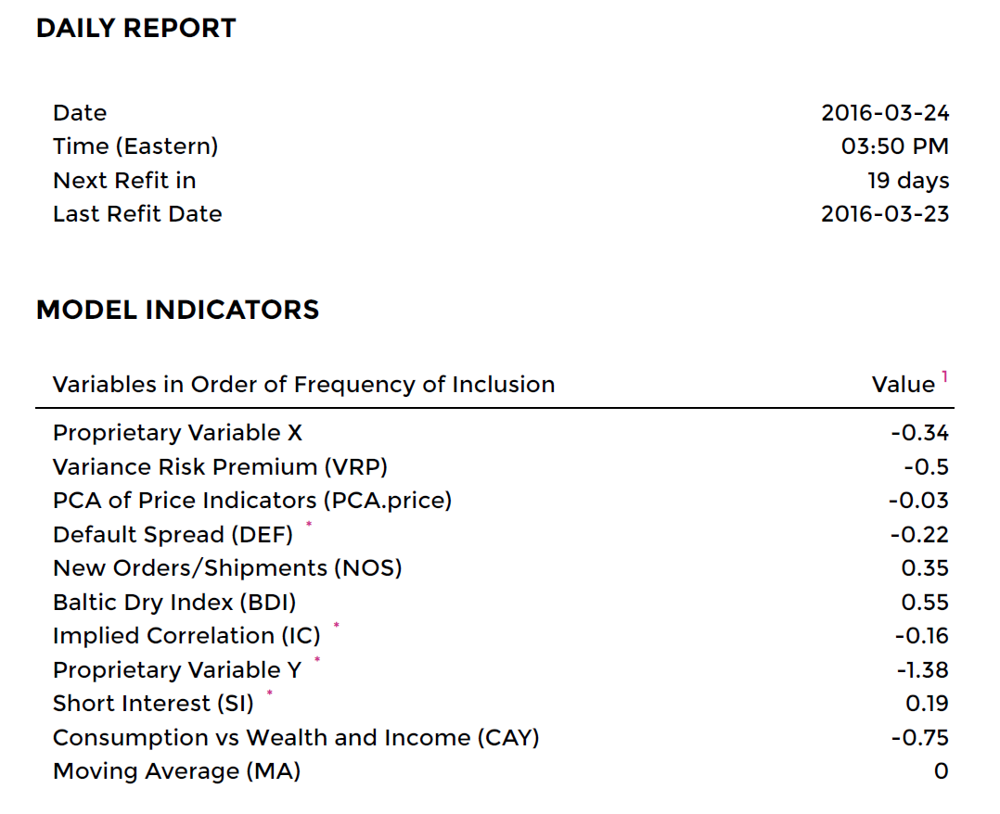 DAILY REPORT
Date 2016-03-24
Time (Eastern) 03:50 PM
Next Refit in 19 days
Last Refit Date 2016-03-23
MODEL INDICATORS
Variables in Order of Frequency of Inclusion Value 1
Proprietary Variable X -0.34
Variance Risk Premium (VRP) -0.5
PCA of Price Indicators (PCA.price) -0.03
Default Spread (DEF) * -0.22
New Orders/Shipments (NOS) 0.35
Baltic Dry Index (BDI) 0.55
Implied Correlation (IC) * -0.16
Proprietary Variable Y * -1.38
Short Interest (SI) * 0.19
Consumption vs Wealth and Income (CAY) -0.75
Moving Average (MA) 0